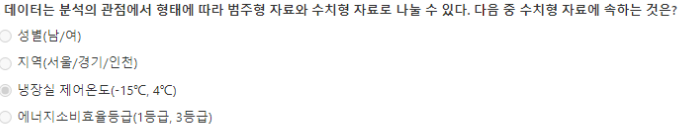 데이터는 분석의 관점에서 형태에 따라 범주형 자료와 수치형 자료로 나눌 수 있다. 다음 중 수치형 자료에 속하는 것은?
성별(남/여)
지역(서울/경기/인천)
냉장실 제어온도(-15℃, 4℃)
에너지소비효율등급(1등급, 3등급)